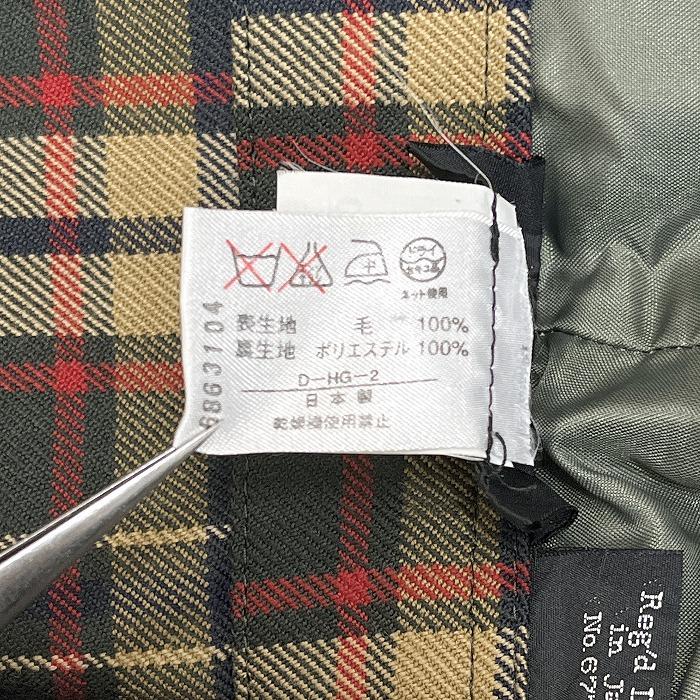 ドライ
セキユ系
ネット使用
表生地 毛 100%
裏生地 ポリエステル 100%
D-HG-2
日本製
乾燥機使用禁止
6863104
Reg'd
in Ja
No.67